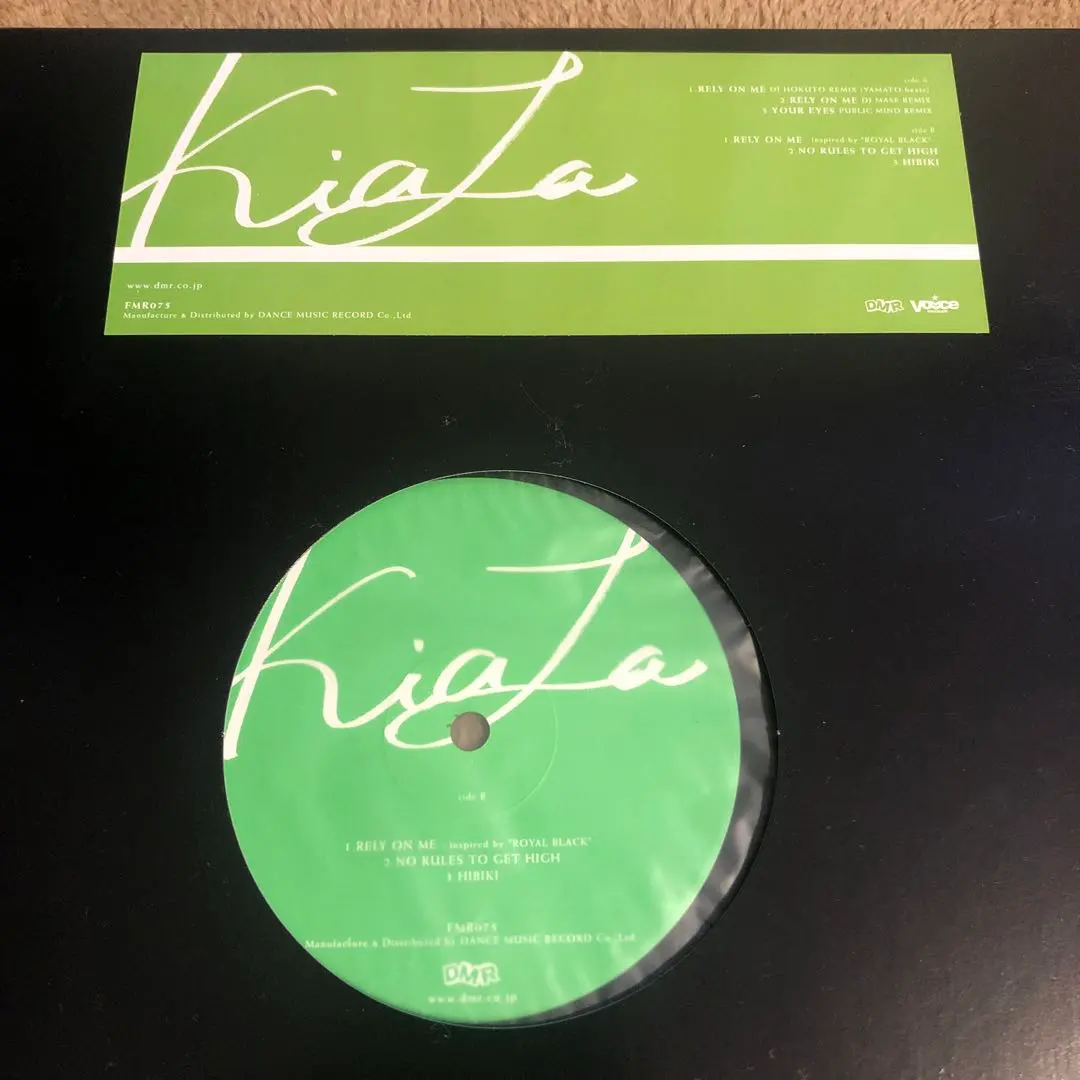 KiaLa
side A
1 RELY ON ME DJ HOKUTO REMIX (YAMATO beats)
2 RELY ON ME DJ MASE REMIX
3 YOUR EYES PUBLIC MIND REMIX
side B
1 RELY ON ME inspired by "ROYAL BLACK"
2 NO RULES TO GET HIGH
3 HIBIKI
www.dmr.co.jp
FMR075
Manufacture & Distributed by DANCE MUSIC RECORD Co.,Ltd
DMR VOICE
KiaLa
side B
1 RELY ON ME inspired by "ROYAL BLACK"
2 NO RULES TO GET HIGH
3 HIBIKI
FMR075
Manufacture & Distributed by DANCE MUSIC RECORD Co.,Ltd
DMR
www.dmr.co.jp